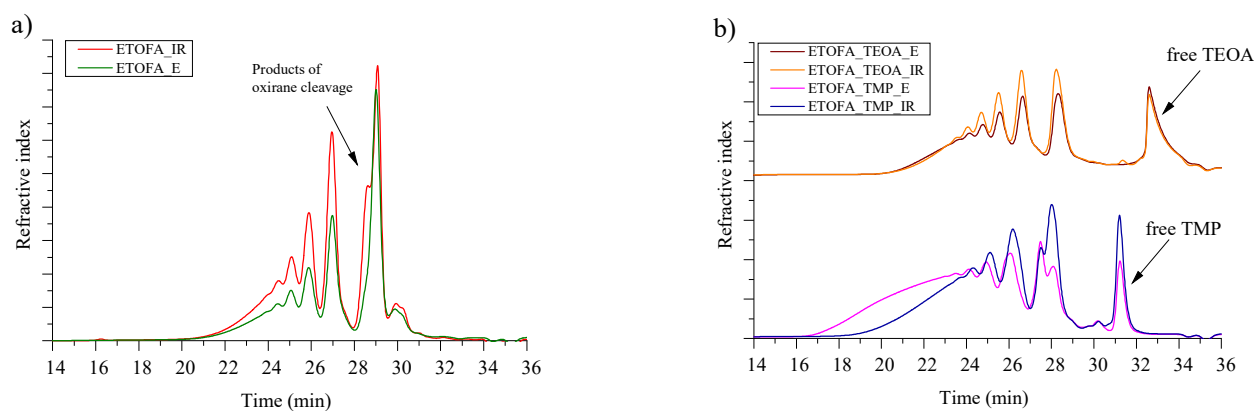 a)
ETOFA_IR
ETOFA_E
Products of
oxirane cleavage
Refractive index
14 16 18 20 22 24 26 28 30 32 34 36
Time (min)
b)
ETOFA_TEOA_E
ETOFA_TEOA_IR
ETOFA_TMP_E
ETOFA_TMP_IR
free TEOA
free TMP
Refractive index
14 16 18 20 22 24 26 28 30 32 34 36
Time (min)